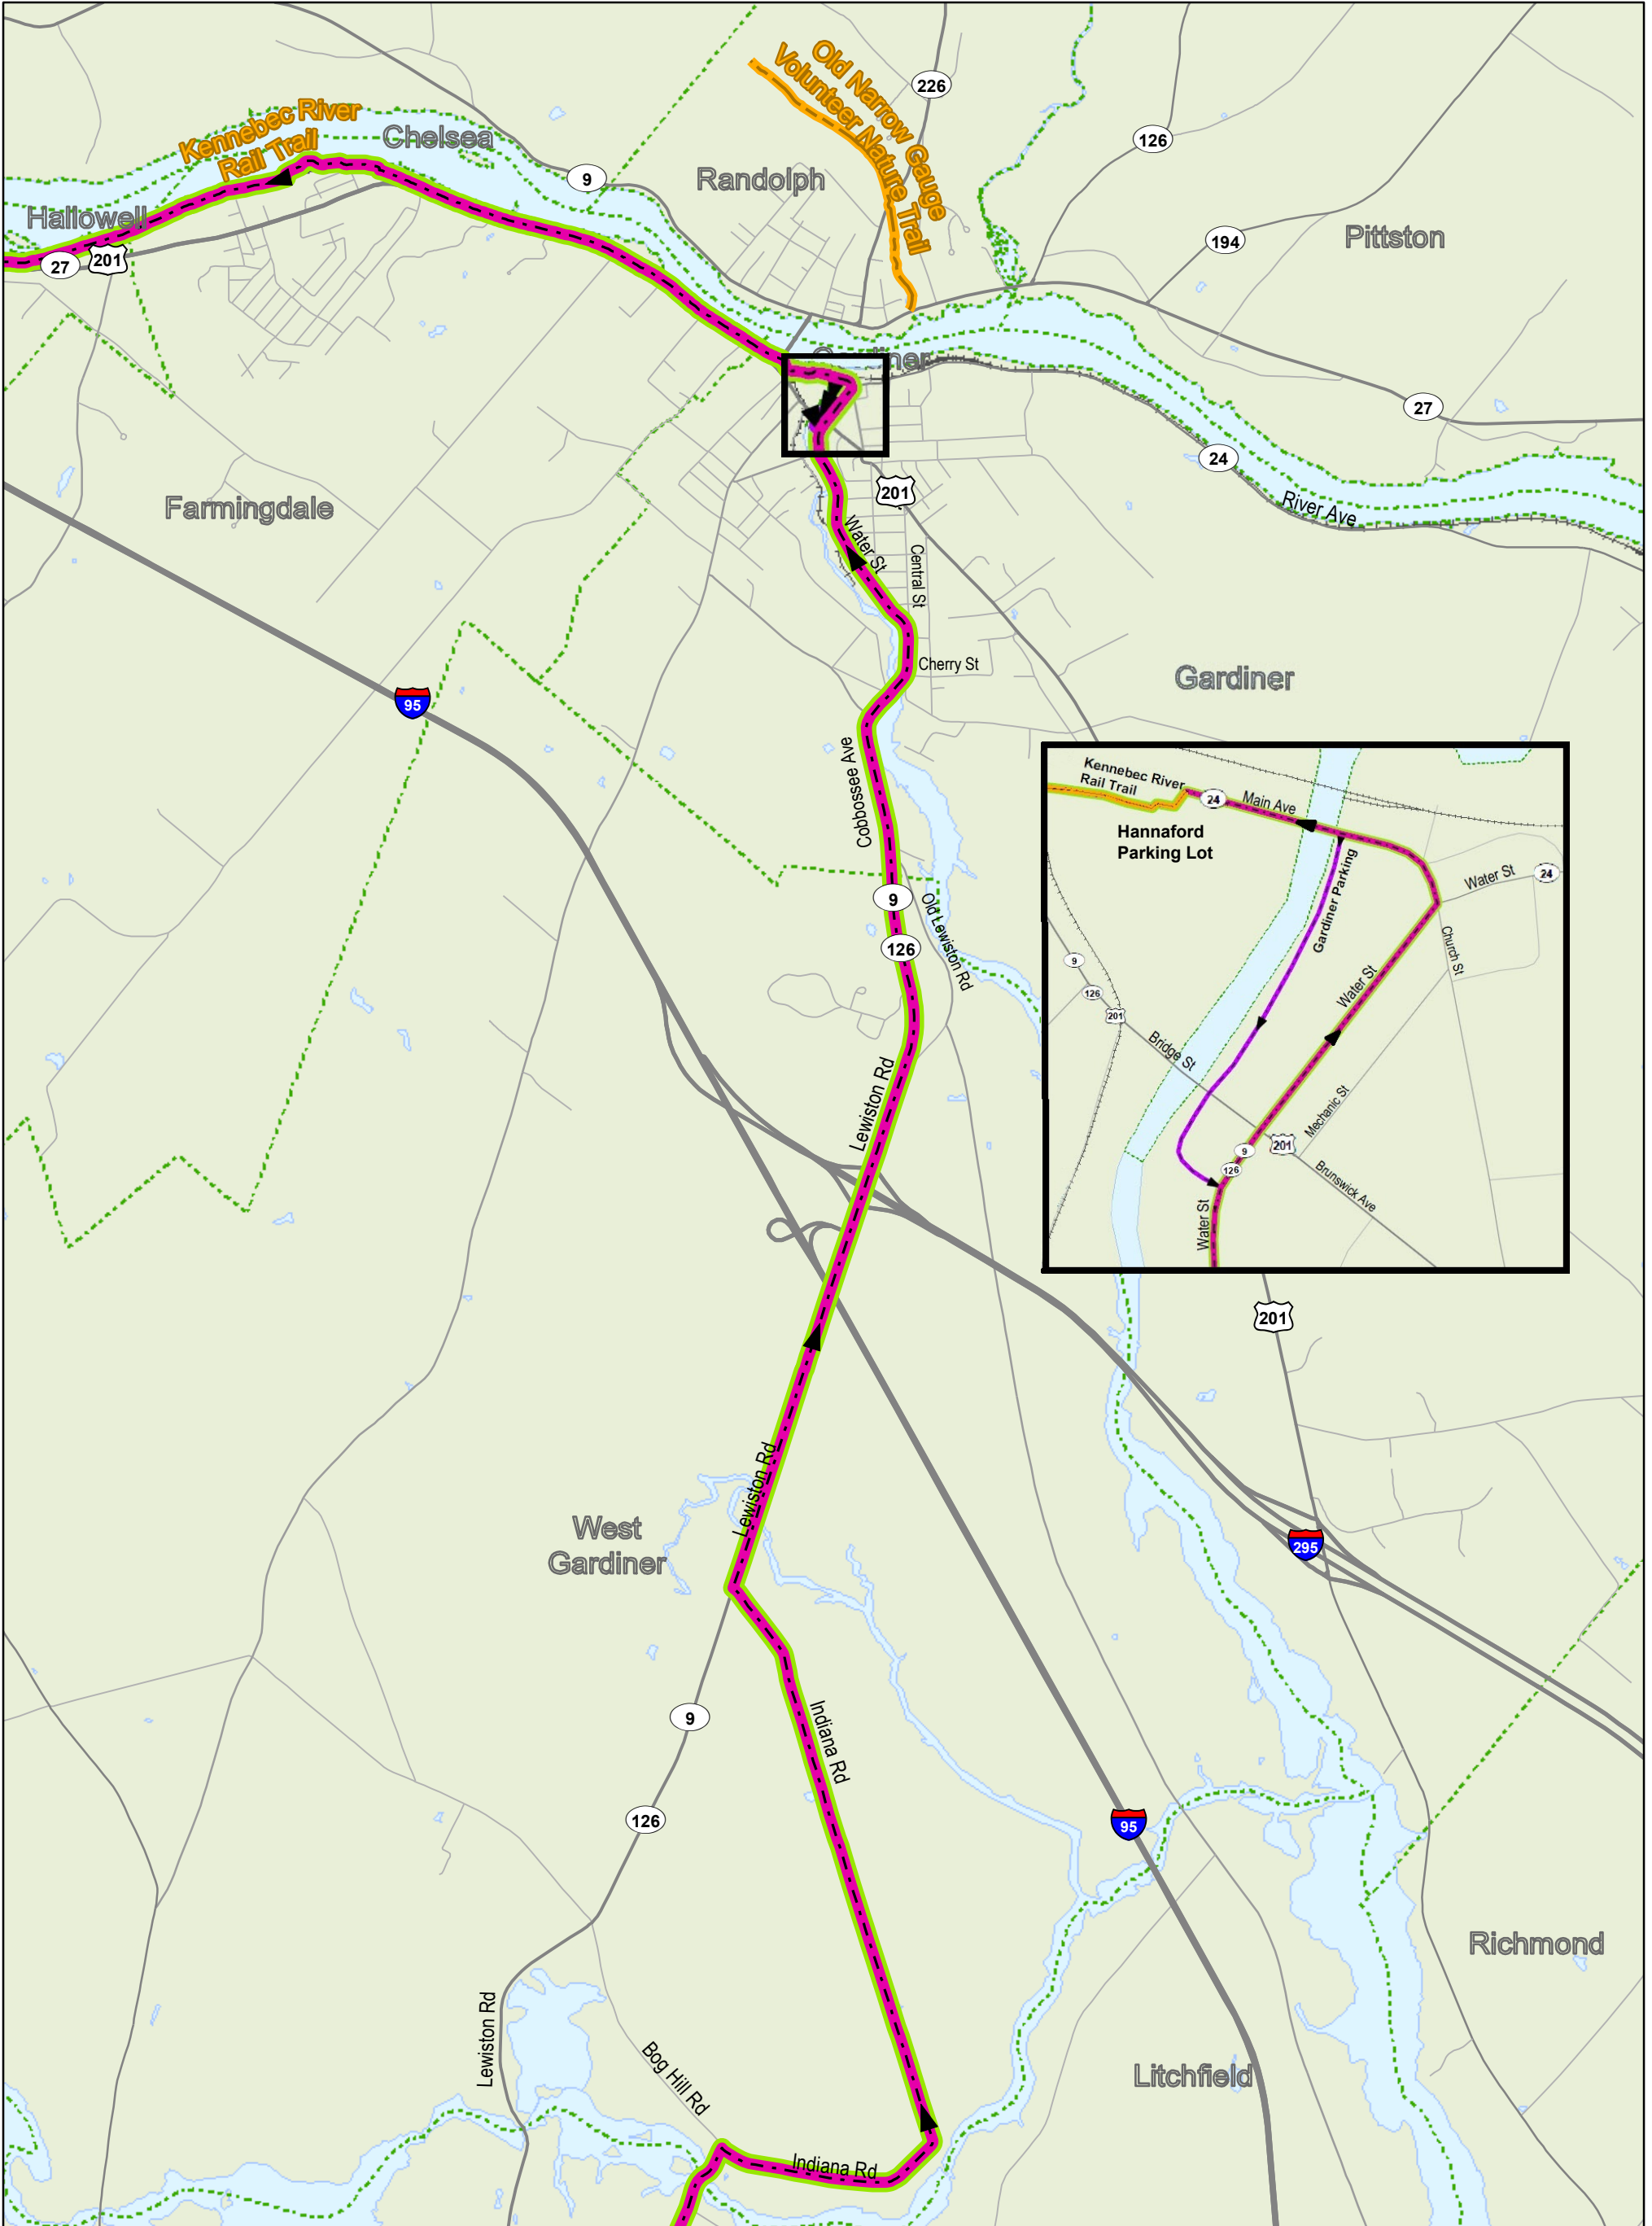 Old Narrow Gauge
Volunteer Nature Trail
226
Kennebec River
Rail Trail
Chelsea
126
9
Randolph
Hallowell
194
Pittston
27
201
Gardiner
27
24
River Ave
Farmingdale
201
Water St
Central St
Cherry St
Gardiner
95
Cobbossee Ave
Kennebec River
Rail Trail
24
Main Ave
Hannaford
Parking Lot
Gardiner Parking
Water St
24
Church St
9
126
201
Water St
Bridge St
Mechanic St
9
201
126
Brunswick Ave
Water St
9
Old Lewiston Rd
126
Lewiston Rd
201
Lewiston Rd
West
Gardiner
295
9
Indiana Rd
126
95
Richmond
Lewiston Rd
Bog Hill Rd
Litchfield
Indiana Rd